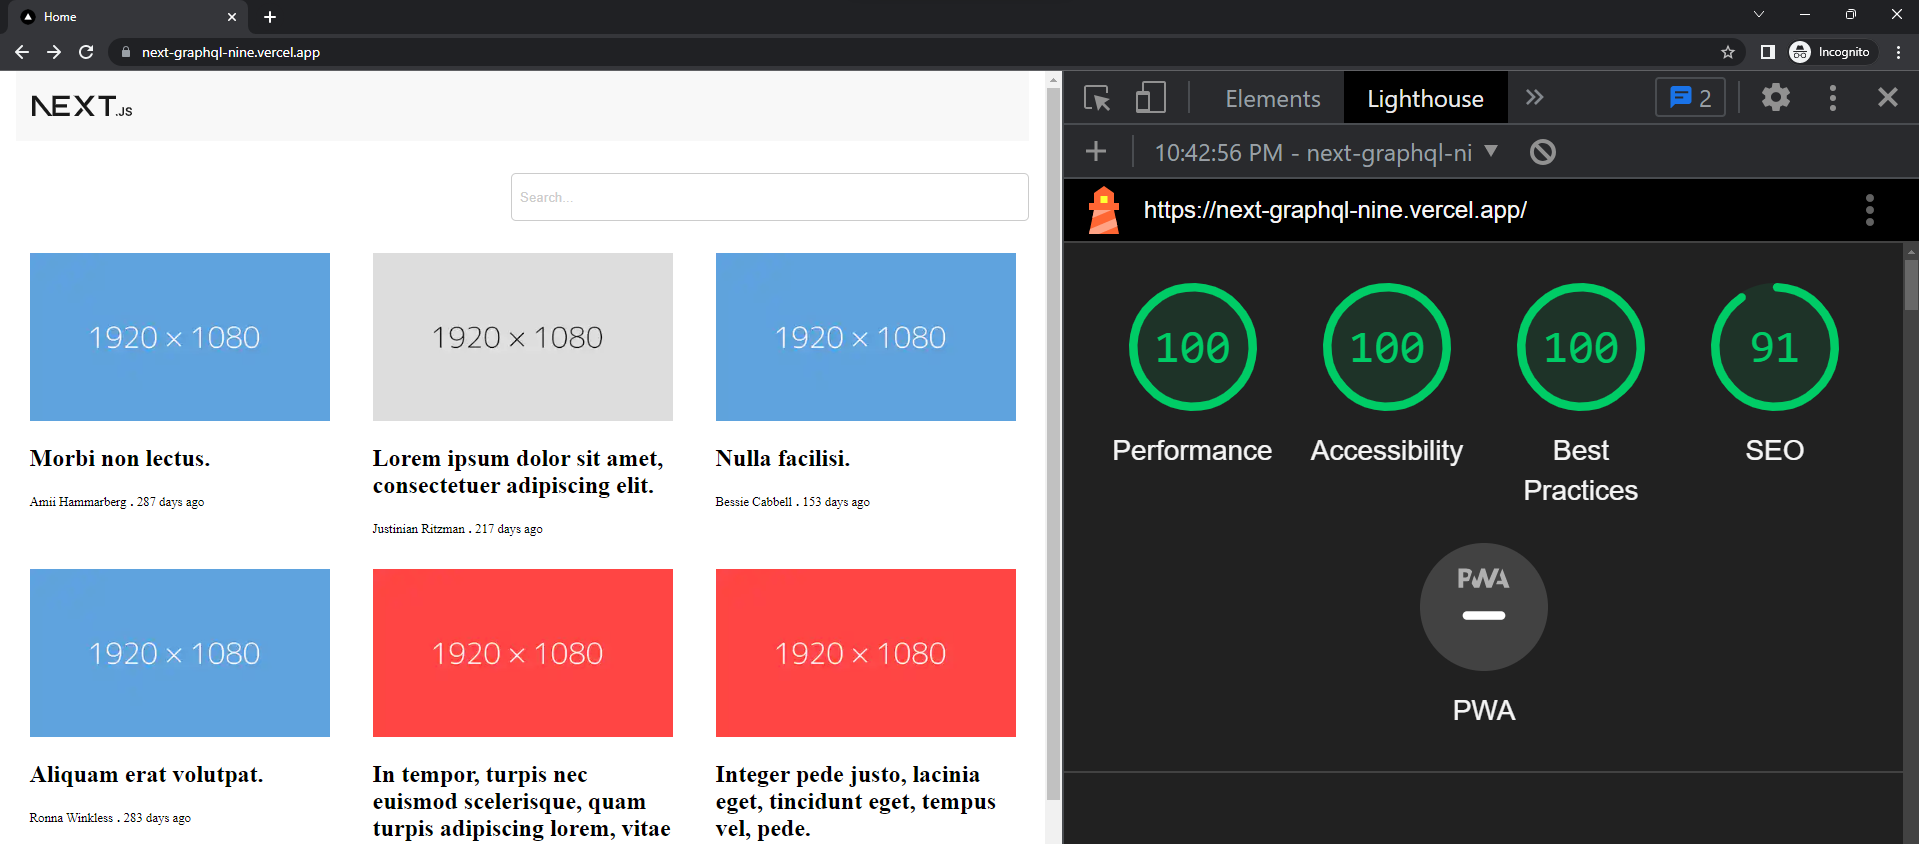 Home
next-graphql-nine.vercel.app
Incognito
NEXT.JS
Search...
1920 × 1080
1920 × 1080
1920 × 1080
Morbi non lectus.
Amii Hammarberg . 287 days ago
Lorem ipsum dolor sit amet,
consectetuer adipiscing elit.
Justinian Ritzman . 217 days ago
Nulla facilisi.
Bessie Cabbell . 153 days ago
1920 × 1080
1920 × 1080
1920 × 1080
Aliquam erat volutpat.
Ronna Winkless . 283 days ago
In tempor, turpis nec
euismod scelerisque, quam
turpis adipiscing lorem, vitae
Integer pede justo, lacinia
eget, tincidunt eget, tempus
vel, pede.
Elements
Lighthouse
2
10:42:56 PM - next-graphql-ni
https://next-graphql-nine.vercel.app/
100
100
100
91
Performance
Accessibility
Best
Practices
SEO
PWA
PWA